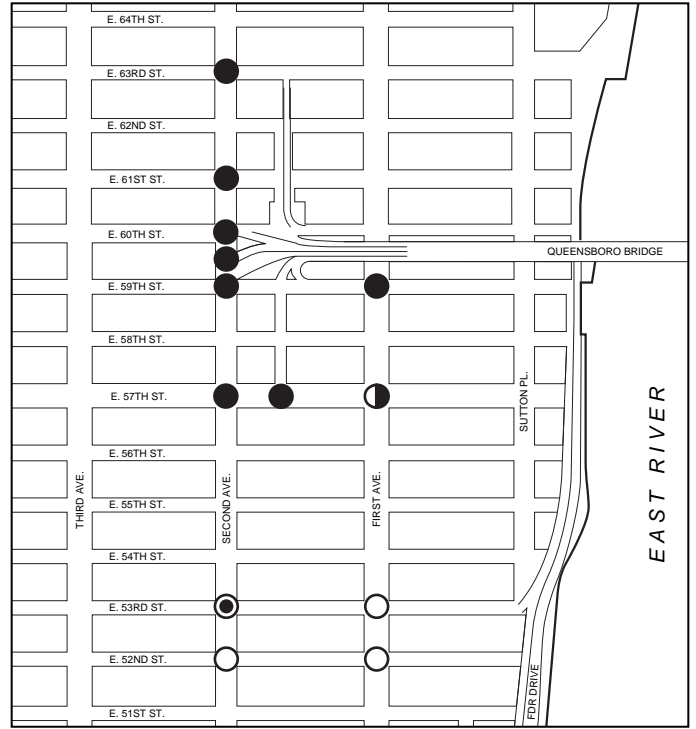 E. 64TH ST.
E. 63RD ST.
E. 62ND ST.
E. 61ST ST.
E. 60TH ST.
QUEENSBORO BRIDGE
E. 59TH ST.
E. 58TH ST.
E. 57TH ST.
SUTTON PL.
E. 56TH ST.
THIRD AVE.
SECOND AVE.
FIRST AVE.
EAST RIVER
E. 55TH ST.
E. 54TH ST.
E. 53RD ST.
E. 52ND ST.
FDR DRIVE
E. 51ST ST.